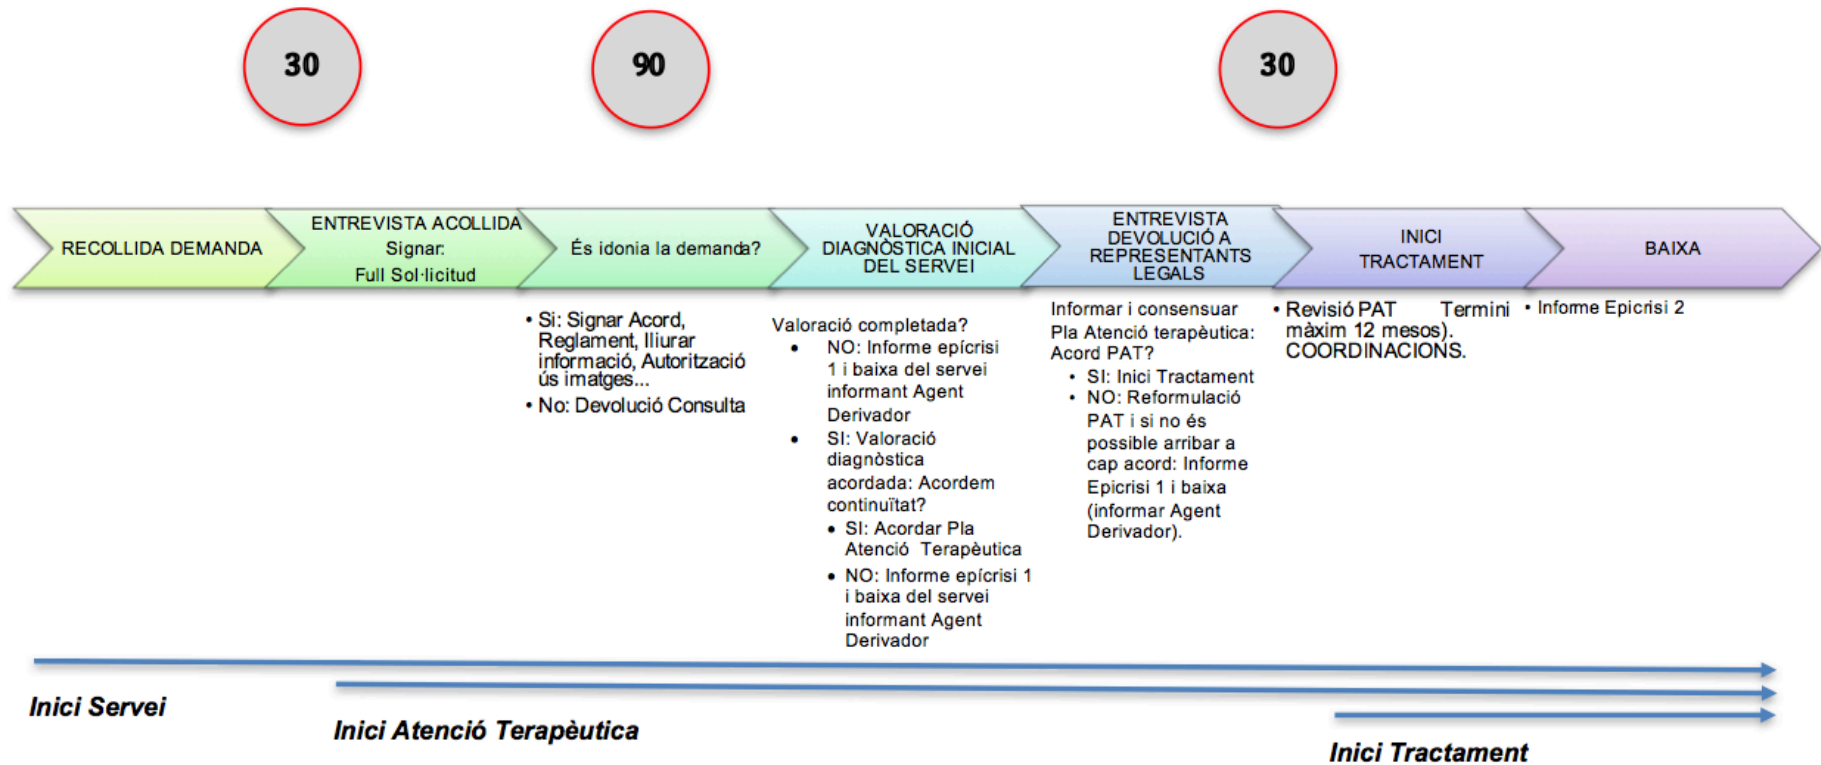 30
90
30
RECOLLIDA DEMANDA
ENTREVISTA ACOLLIDA
Signar:
Full Sol·licitud
És idonia la demanda?
• Si: Signar Acord,
Reglament, lliurar
informació, Autorització
ús imatges...
• No: Devolució Consulta
VALORACIÓ
DIAGNÒSTICA INICIAL
DEL SERVEI
Valoració completada?
• NO: Informe epícrisi
1 i baixa del servei
informant Agent
Derivador
• SI: Valoració
diagnòstica
acordada: Acordem
continuïtat?
• SI: Acordar Pla
Atenció Terapèutica
• NO: Informe epícrisi 1
i baixa del servei
informant Agent
Derivador
ENTREVISTA
DEVOLUCIÓ A
REPRESENTANTS
LEGALS
Informar i consensuar
Pla Atenció terapèutica:
Acord PAT?
• SI: Inici Tractament
• NO: Reformulació
PAT i si no és
possible arribar a
cap acord: Informe
Epicrisi 1 i baixa
(informar Agent
Derivador).
INICI
TRACTAMENT
• Revisió PAT Termini
màxim 12 mesos).
COORDINACIONS.
BAIXA
• Informe Epicrisi 2
Inici Servei
Inici Atenció Terapèutica
Inici Tractament